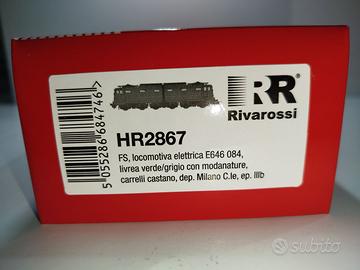 RR®
Rivarossi
5 055286 684746
HR2867
FS, locomotiva elettrica E646 084,
livrea verde/grigio con modanature,
carrelli castano, dep. Milano C.le, ep. IIIb
subito